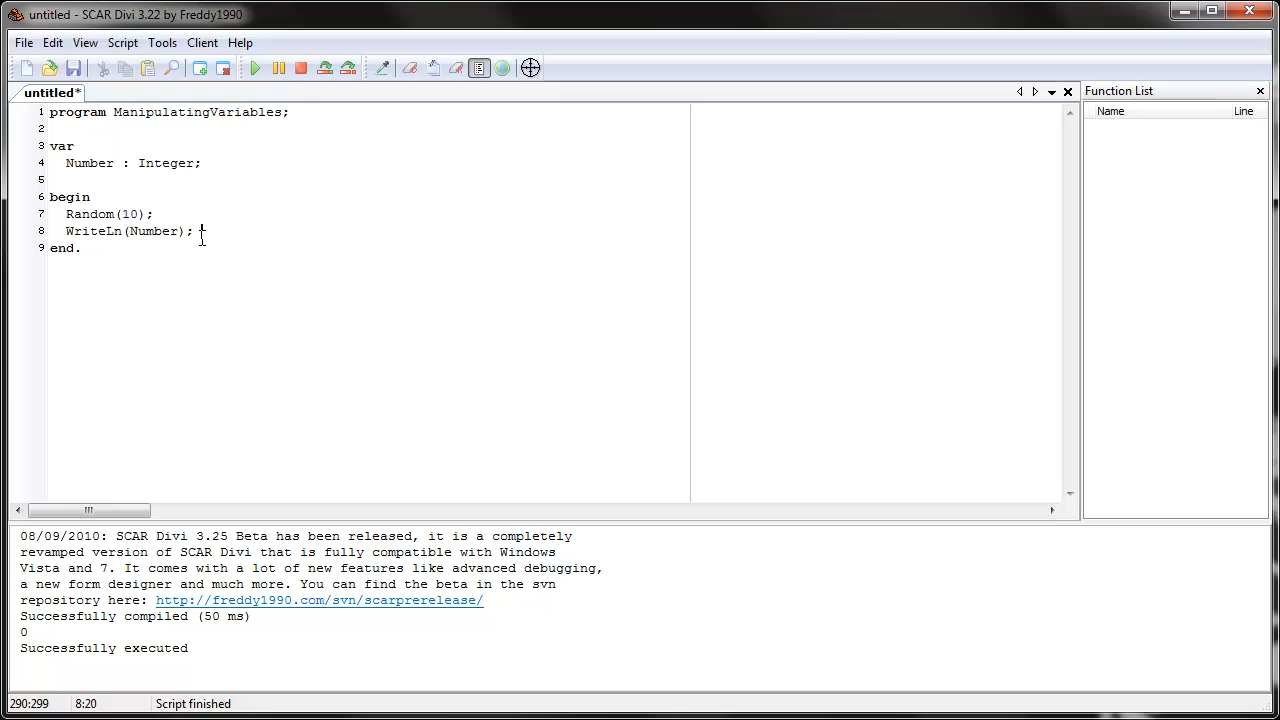 untitled - SCAR Divi 3.22 by Freddy1990
File Edit View Script Tools Client Help
untitled*
Function List
Name Line
1 program ManipulatingVariables;
2
3 var
4 Number : Integer;
5
6 begin
7 Random(10);
8 WriteLn(Number);
9 end.
08/09/2010: SCAR Divi 3.25 Beta has been released, it is a completely
revamped version of SCAR Divi that is fully compatible with Windows
Vista and 7. It comes with a lot of new features like advanced debugging,
a new form designer and much more. You can find the beta in the svn
repository here: http://freddy1990.com/svn/scarprerelease/
Successfully compiled (50 ms)
0
Successfully executed
290:299 8:20 Script finished